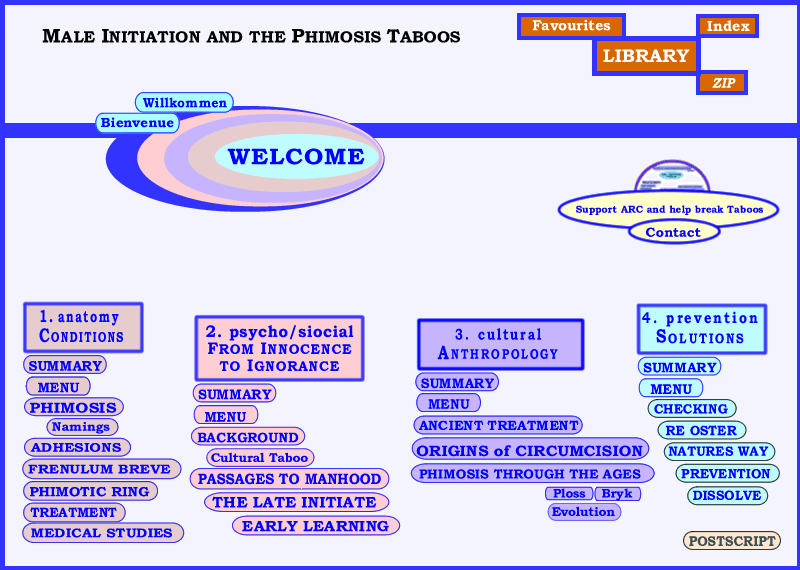 MALE INITIATION AND THE PHIMOSIS TABOOS
Favourites
Index
LIBRARY
ZIP
Willkommen
Bienvenue
WELCOME
Support ARC and help break Taboos
Contact
1. anatomy
CONDITIONS
SUMMARY
MENU
PHIMOSIS
Namings
ADHESIONS
FRENULUM BREVE
PHIMOTIC RING
TREATMENT
MEDICAL STUDIES
2. psycho/siocial
FROM INNOCENCE
TO IGNORANCE
SUMMARY
MENU
BACKGROUND
Cultural Taboo
PASSAGES TO MANHOOD
THE LATE INITIATE
EARLY LEARNING
3. cultural
ANTHROPOLOGY
SUMMARY
MENU
ANCIENT TREATMENT
ORIGINS of CIRCUMCISION
PHIMOSIS THROUGH THE AGES
Ploss Bryk
Evolution
4. prevention
SOLUTIONS
SUMMARY
MENU
CHECKING
RE OSTER
NATURES WAY
PREVENTION
DISSOLVE
POSTSCRIPT